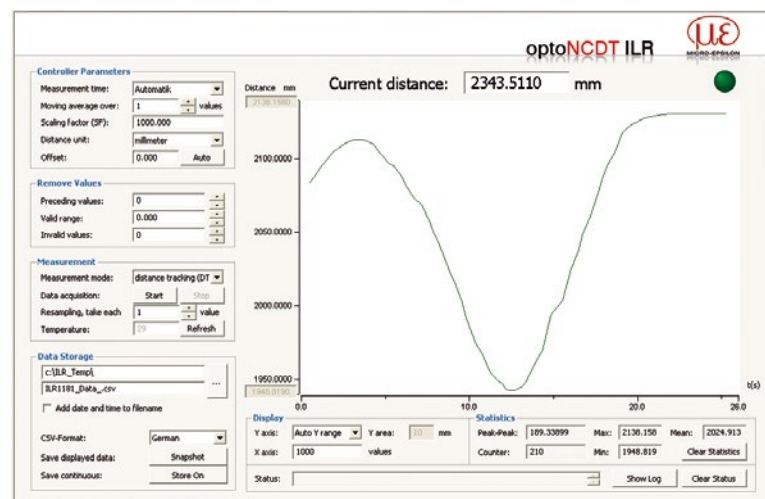 optoNCDT ILR
με
MICRO-EPSILON
Controller Parameters
Measurement time: Automatik
Moving average over: 1 values
Scaling factor (SF): 1000.000
Distance unit: millimeter
Offset: 0.000 Auto
Remove Values
Preceding values: 0
Valid range: 0.000
Invalid values: 0
Measurement
Measurement mode: distance tracking (DT
Data acquisition: Start Stop
Resampling, take each 1 value
Temperature: 29 Refresh
Data Storage
c:\ILR_Temp\
ILR1181_Data_.csv ...
Add date and time to filename
CSV-Format: German
Save displayed data: Snapshot
Save continuous: Store On
Current distance: 2343.5110 mm
Distance mm
2138.1580
2100.0000
2050.0000
2000.0000
1950.0000
1940.0190
0.0 10.0 20.0 26.0
t(s)
Display
Y axis: Auto Y range Y area: 10 mm
X axis: 1000 values
Statistics
Peak-Peak: 189.33899 Max: 2138.158 Mean: 2024.913
Counter: 210 Min: 1948.819 Clear Statistics
Status: Show Log Clear Status